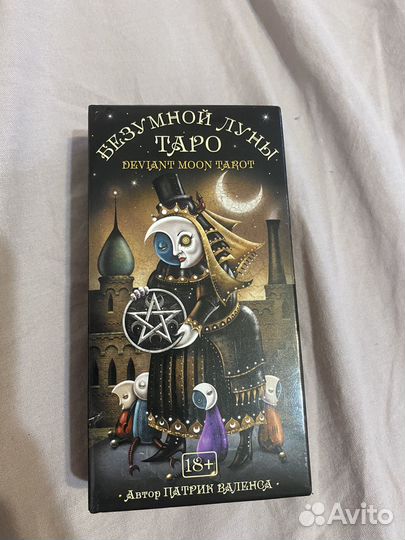 БЕЗУМНОЙ ЛУНЫ
ТАРО
DEVIANT MOON TAROT
18+
· Автор ПАТРИК ВАЛЕНСА ·
Avito